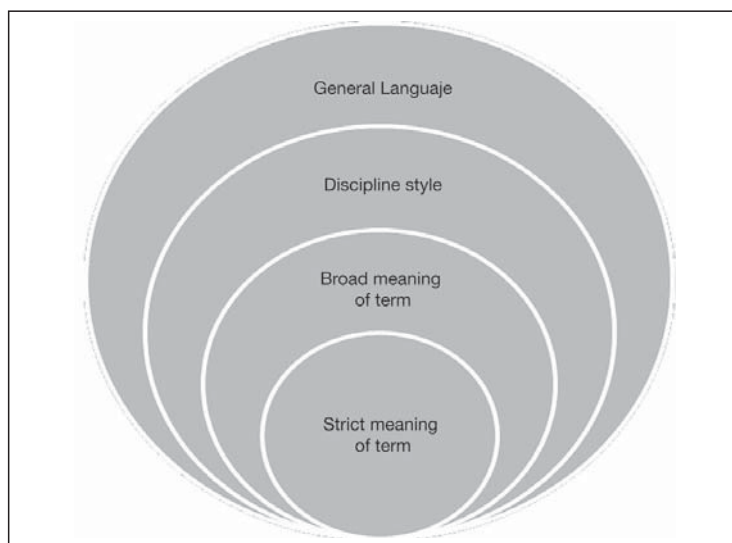 General Languaje
Discipline style
Broad meaning
of term
Strict meaning
of term